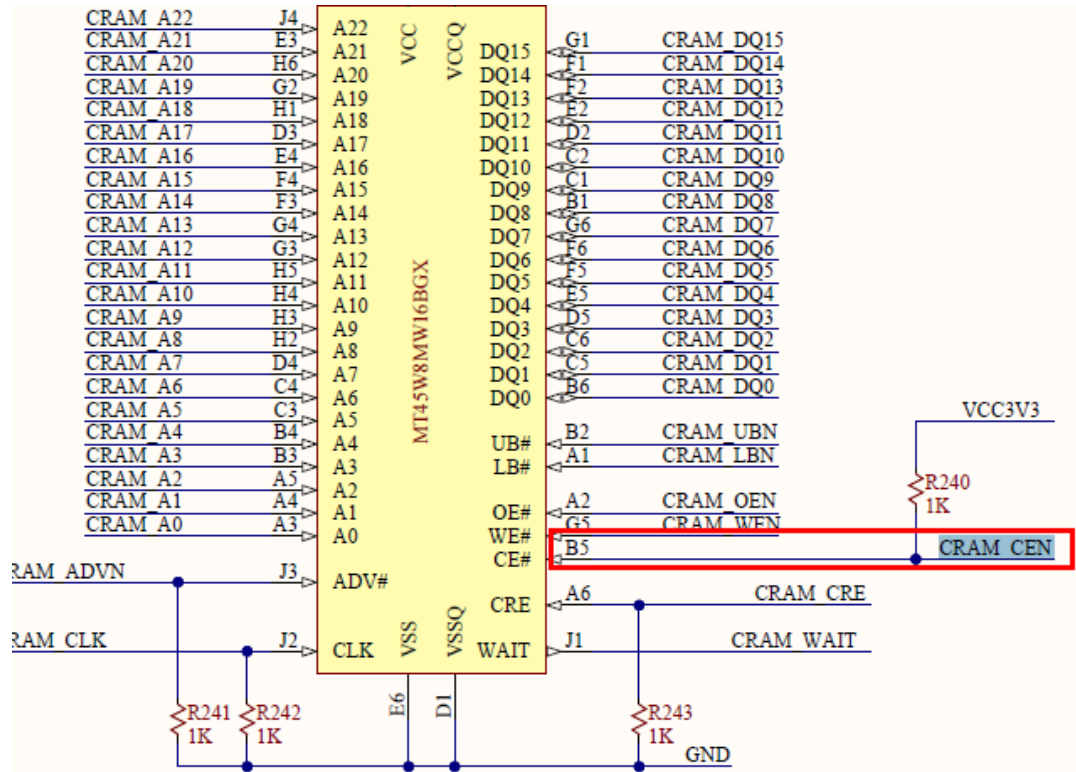 CRAM_A22 J4 A22
CRAM_A21 E3 A21
CRAM_A20 H6 A20
CRAM_A19 G2 A19
CRAM_A18 H1 A18
CRAM_A17 D3 A17
CRAM_A16 E4 A16
CRAM_A15 F4 A15
CRAM_A14 F3 A14
CRAM_A13 G4 A13
CRAM_A12 G3 A12
CRAM_A11 H5 A11
CRAM_A10 H4 A10
CRAM_A9 H3 A9
CRAM_A8 H2 A8
CRAM_A7 D4 A7
CRAM_A6 C4 A6
CRAM_A5 C3 A5
CRAM_A4 B4 A4
CRAM_A3 B3 A3
CRAM_A2 A5 A2
CRAM_A1 A4 A1
CRAM_A0 A3 A0
RAM_ADVN J3 ADV#
RAM_CLK J2 CLK
VCC
VCCQ
MT45W8MW16BGX
VSS
VSSQ
E6
D1
DQ15 G1 CRAM_DQ15
DQ14 F1 CRAM_DQ14
DQ13 F2 CRAM_DQ13
DQ12 E2 CRAM_DQ12
DQ11 D2 CRAM_DQ11
DQ10 C2 CRAM_DQ10
DQ9 C1 CRAM_DQ9
DQ8 B1 CRAM_DQ8
DQ7 G6 CRAM_DQ7
DQ6 F6 CRAM_DQ6
DQ5 F5 CRAM_DQ5
DQ4 E5 CRAM_DQ4
DQ3 D5 CRAM_DQ3
DQ2 C6 CRAM_DQ2
DQ1 C5 CRAM_DQ1
DQ0 B6 CRAM_DQ0
UB# B2 CRAM_UBN
LB# A1 CRAM_LBN
OE# A2 CRAM_OEN
WE# G5 CRAM_WEN
CE# B5 CRAM_CEN
CRE A6 CRAM_CRE
WAIT J1 CRAM_WAIT
VCC3V3
R240
1K
R241
1K
R242
1K
R243
1K
GND